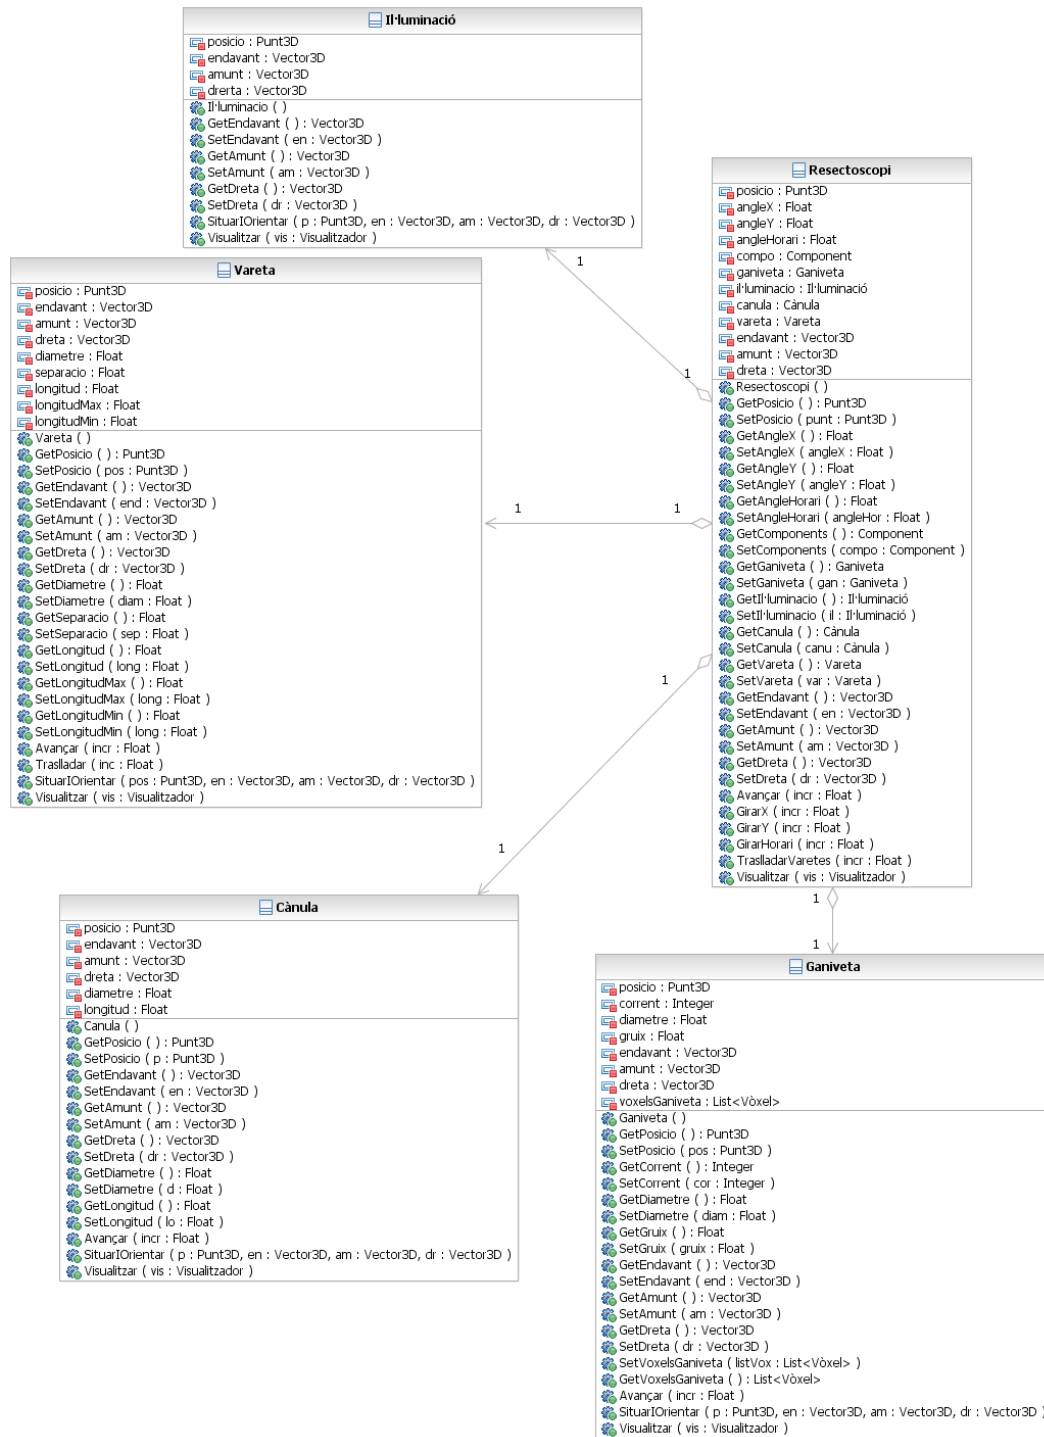 Il·luminació
posicio : Punt3D
endavant : Vector3D
amunt : Vector3D
drerta : Vector3D
Il·luminacio ( )
GetEndavant ( ) : Vector3D
SetEndavant ( en : Vector3D )
GetAmunt ( ) : Vector3D
SetAmunt ( am : Vector3D )
GetDreta ( ) : Vector3D
SetDreta ( dr : Vector3D )
SituarIOrientar ( p : Punt3D, en : Vector3D, am : Vector3D, dr : Vector3D )
Visualitzar ( vis : Visualitzador )
Resectoscopi
posicio : Punt3D
angleX : Float
angleY : Float
angleHorari : Float
compo : Component
ganiveta : Ganiveta
il·luminacio : Il·luminació
canula : Cànula
vareta : Vareta
endavant : Vector3D
amunt : Vector3D
dreta : Vector3D
Resectoscopi ( )
GetPosicio ( ) : Punt3D
SetPosicio ( punt : Punt3D )
GetAngleX ( ) : Float
SetAngleX ( angleX : Float )
GetAngleY ( ) : Float
SetAngleY ( angleY : Float )
GetAngleHorari ( ) : Float
SetAngleHorari ( angleHor : Float )
GetComponents ( ) : Component
SetComponents ( compo : Component )
GetGaniveta ( ) : Ganiveta
SetGaniveta ( gan : Ganiveta )
GetIl·luminacio ( ) : Il·luminació
SetIl·luminacio ( il : Il·luminació )
GetCanula ( ) : Cànula
SetCanula ( canu : Cànula )
GetVareta ( ) : Vareta
SetVareta ( var : Vareta )
GetEndavant ( ) : Vector3D
SetEndavant ( en : Vector3D )
GetAmunt ( ) : Vector3D
SetAmunt ( am : Vector3D )
GetDreta ( ) : Vector3D
SetDreta ( dr : Vector3D )
Avançar ( incr : Float )
GirarX ( incr : Float )
GirarY ( incr : Float )
GirarHorari ( incr : Float )
TraslladarVaretes ( incr : Float )
Visualitzar ( vis : Visualitzador )
1
1
Vareta
posicio : Punt3D
endavant : Vector3D
amunt : Vector3D
dreta : Vector3D
diametre : Float
separacio : Float
longitud : Float
longitudMax : Float
longitudMin : Float
Vareta ( )
GetPosicio ( ) : Punt3D
SetPosicio ( pos : Punt3D )
GetEndavant ( ) : Vector3D
SetEndavant ( end : Vector3D )
GetAmunt ( ) : Vector3D
SetAmunt ( am : Vector3D )
GetDreta ( ) : Vector3D
SetDreta ( dr : Vector3D )
GetDiametre ( ) : Float
SetDiametre ( diam : Float )
GetSeparacio ( ) : Float
SetSeparacio ( sep : Float )
GetLongitud ( ) : Float
SetLongitud ( long : Float )
GetLongitudMax ( ) : Float
SetLongitudMax ( long : Float )
GetLongitudMin ( ) : Float
SetLongitudMin ( long : Float )
Avançar ( incr : Float )
Traslladar ( inc : Float )
SituarIOrientar ( pos : Punt3D, en : Vector3D, am : Vector3D, dr : Vector3D )
Visualitzar ( vis : Visualitzador )
1
1
1
1
Cànula
posicio : Punt3D
endavant : Vector3D
amunt : Vector3D
dreta : Vector3D
diametre : Float
longitud : Float
Canula ( )
GetPosicio ( ) : Punt3D
SetPosicio ( p : Punt3D )
GetEndavant ( ) : Vector3D
SetEndavant ( en : Vector3D )
GetAmunt ( ) : Vector3D
SetAmunt ( am : Vector3D )
GetDreta ( ) : Vector3D
SetDreta ( dr : Vector3D )
GetDiametre ( ) : Float
SetDiametre ( d : Float )
GetLongitud ( ) : Float
SetLongitud ( lo : Float )
Avançar ( incr : Float )
SituarIOrientar ( p : Punt3D, en : Vector3D, am : Vector3D, dr : Vector3D )
Visualitzar ( vis : Visualitzador )
1
1
Ganiveta
posicio : Punt3D
corrent : Integer
diametre : Float
gruix : Float
endavant : Vector3D
amunt : Vector3D
dreta : Vector3D
voxelsGaniveta : List<Vòxel>
Ganiveta ( )
GetPosicio ( ) : Punt3D
SetPosicio ( pos : Punt3D )
GetCorrent ( ) : Integer
SetCorrent ( cor : Integer )
GetDiametre ( ) : Float
SetDiametre ( diam : Float )
GetGruix ( ) : Float
SetGruix ( gruix : Float )
GetEndavant ( ) : Vector3D
SetEndavant ( end : Vector3D )
GetAmunt ( ) : Vector3D
SetAmunt ( am : Vector3D )
GetDreta ( ) : Vector3D
SetDreta ( dr : Vector3D )
SetVoxelsGaniveta ( listVox : List<Vòxel> )
GetVoxelsGaniveta ( ) : List<Vòxel>
Avançar ( incr : Float )
SituarIOrientar ( p : Punt3D, en : Vector3D, am : Vector3D, dr : Vector3D )
Visualitzar ( vis : Visualitzador )